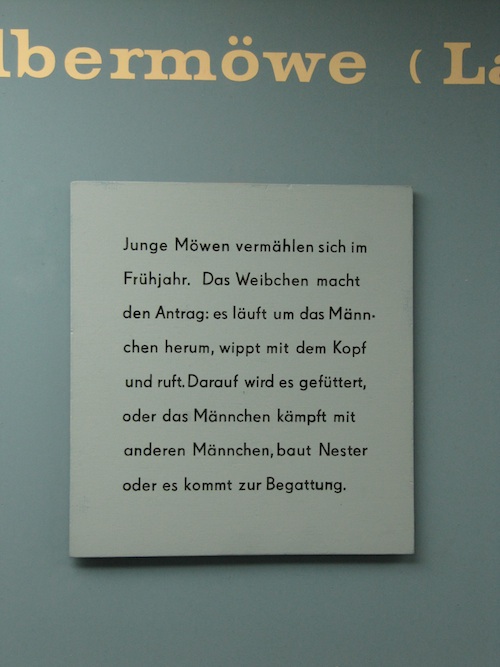 lbermöwe ( La
Junge Möwen vermählen sich im
Frühjahr. Das Weibchen macht
den Antrag: es läuft um das Männ-
chen herum, wippt mit dem Kopf
und ruft. Darauf wird es gefüttert,
oder das Männchen kämpft mit
anderen Männchen, baut Nester
oder es kommt zur Begattung.